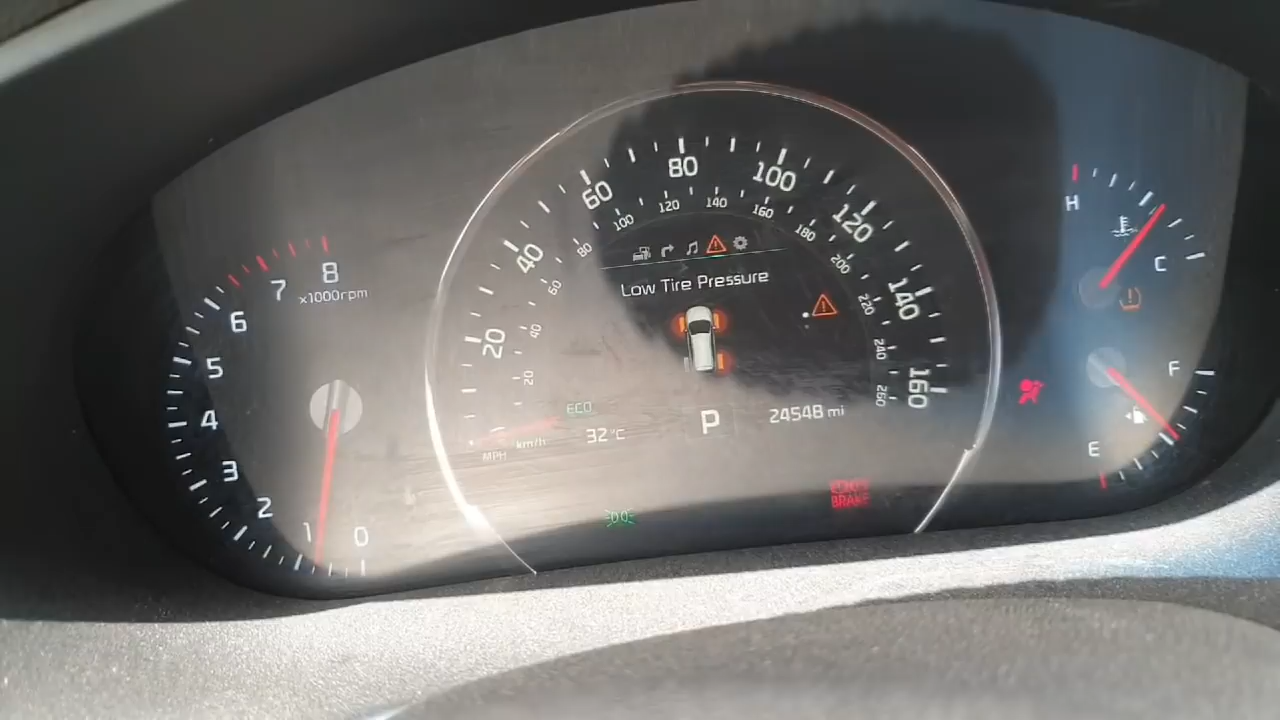 80
60
100
100
120
140
160
40
80
180
120
60
200
H
8
7
x1000rpm
Low Tire Pressure
C
6
220
140
20
40
5
240
160
260
F
20
4
ECO
P
24548 mi
32°C
km/h
MPH
E
3
BRAKE
2
1
0